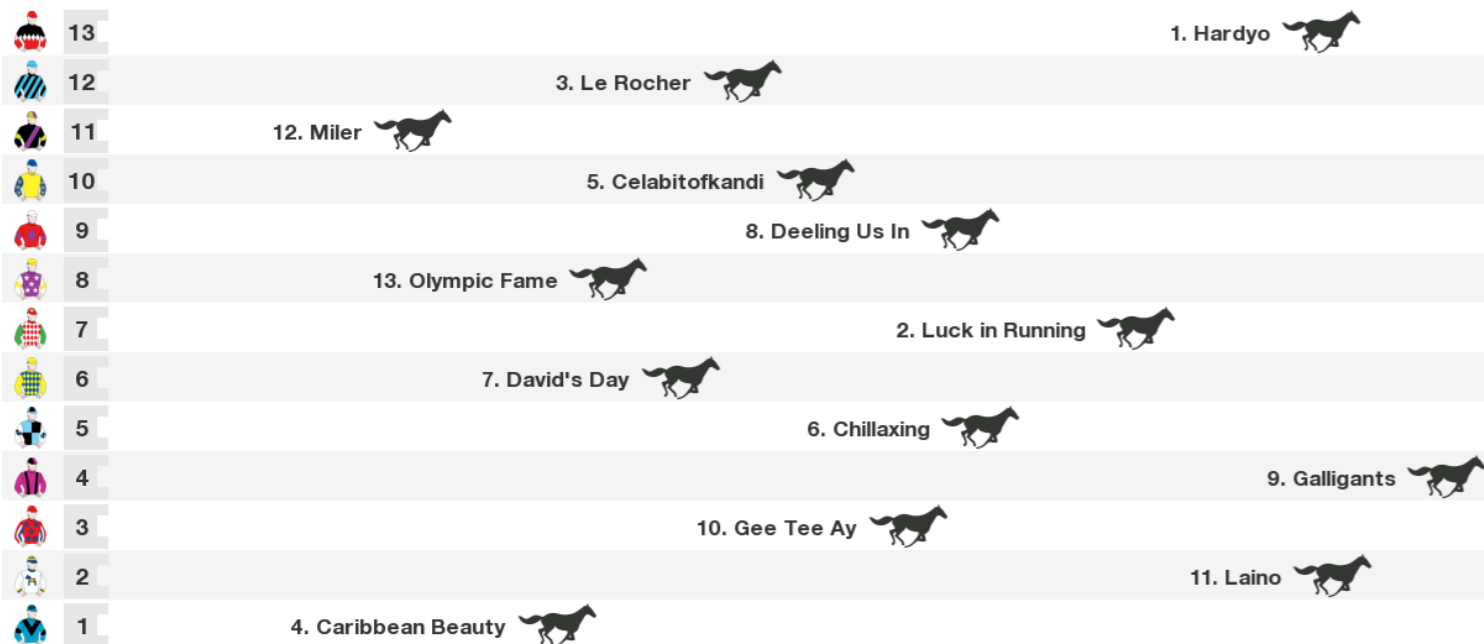 13 1. Hardyo
12 3. Le Rocher
11 12. Miler
10 5. Celabitofkandi
9 8. Deeling Us In
8 13. Olympic Fame
7 2. Luck in Running
6 7. David's Day
5 6. Chillaxing
4 9. Galligants
3 10. Gee Tee Ay
2 11. Laino
1 4. Caribbean Beauty